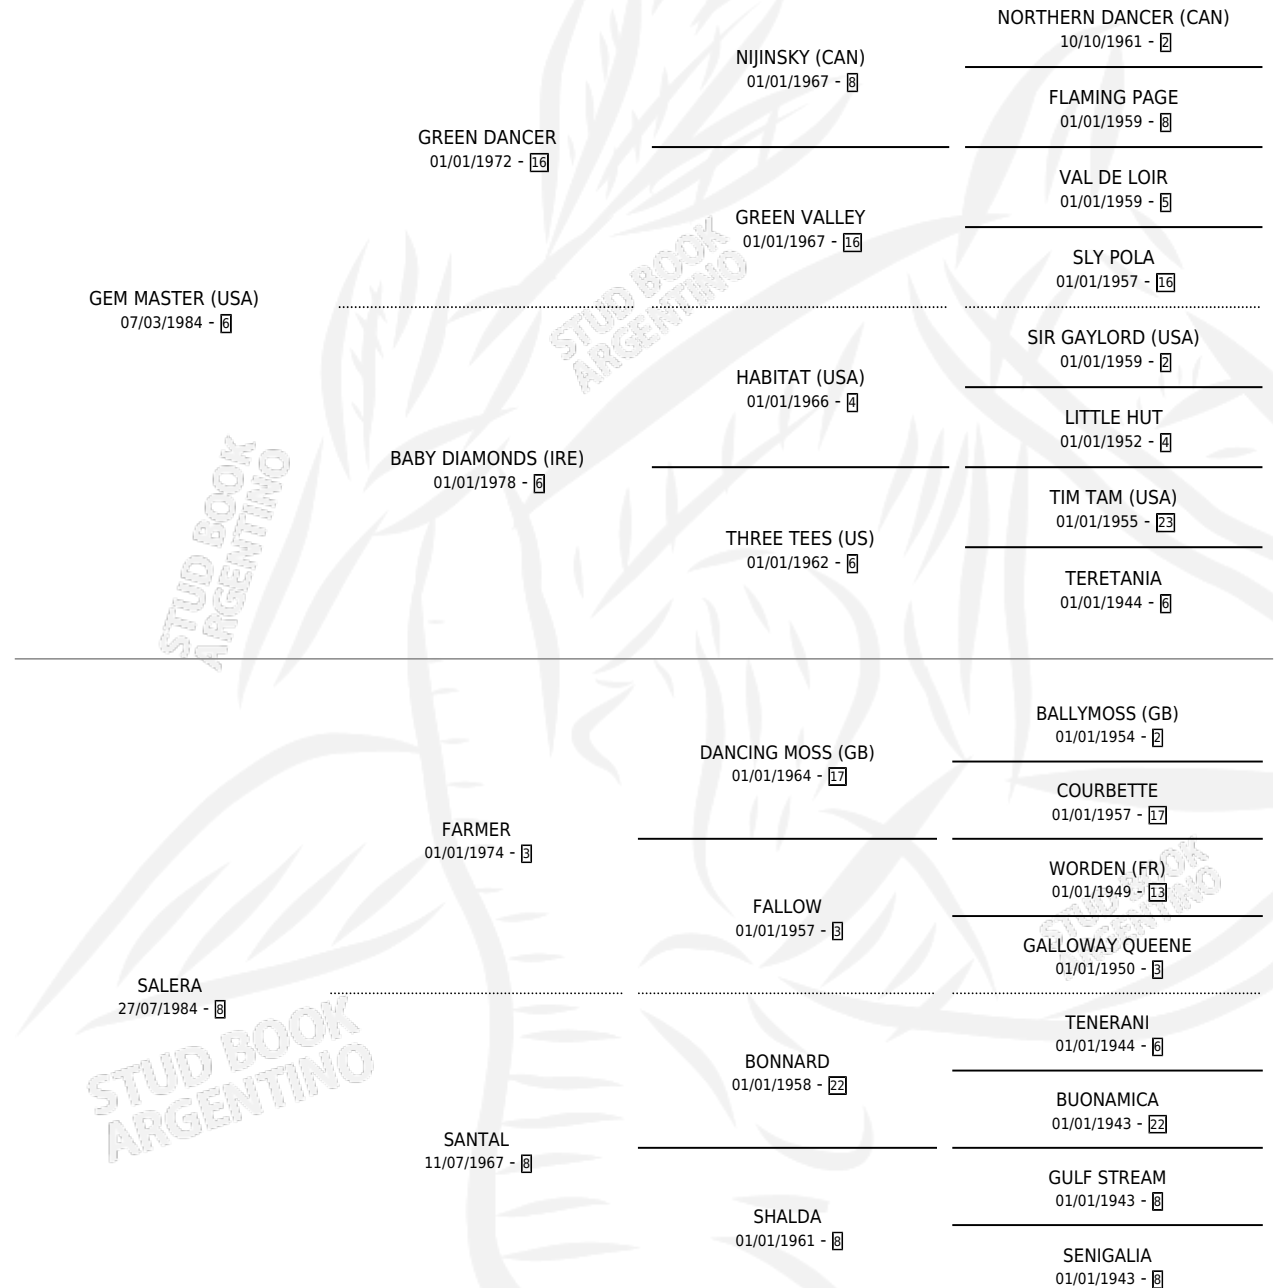 NORTHERN DANCER (CAN)
10/10/1961 - 2
NIJINSKY (CAN)
01/01/1967 - 8
FLAMING PAGE
01/01/1959 - 8
GREEN DANCER
01/01/1972 - 16
VAL DE LOIR
01/01/1959 - 5
GREEN VALLEY
01/01/1967 - 16
SLY POLA
01/01/1957 - 16
GEM MASTER (USA)
07/03/1984 - 6
SIR GAYLORD (USA)
01/01/1959 - 2
HABITAT (USA)
01/01/1966 - 4
LITTLE HUT
01/01/1952 - 4
BABY DIAMONDS (IRE)
01/01/1978 - 6
TIM TAM (USA)
01/01/1955 - 23
THREE TEES (US)
01/01/1962 - 6
TERETANIA
01/01/1944 - 6
BALLYMOSS (GB)
01/01/1954 - 2
DANCING MOSS (GB)
01/01/1964 - 17
COURBETTE
01/01/1957 - 17
FARMER
01/01/1974 - 3
WORDEN (FR)
01/01/1949 - 13
FALLOW
01/01/1957 - 3
GALLOWAY QUEENE
01/01/1950 - 3
SALERA
27/07/1984 - 8
TENERANI
01/01/1944 - 6
BONNARD
01/01/1958 - 22
BUONAMICA
01/01/1943 - 22
SANTAL
11/07/1967 - 8
GULF STREAM
01/01/1943 - 8
SHALDA
01/01/1961 - 8
SENIGALIA
01/01/1943 - 8
STUD BOOK
ARGENTINO
STUD BOOK
ARGENTINO
STUD BOOK
ARGENTINO
STUD BOOK
ARGENTINO